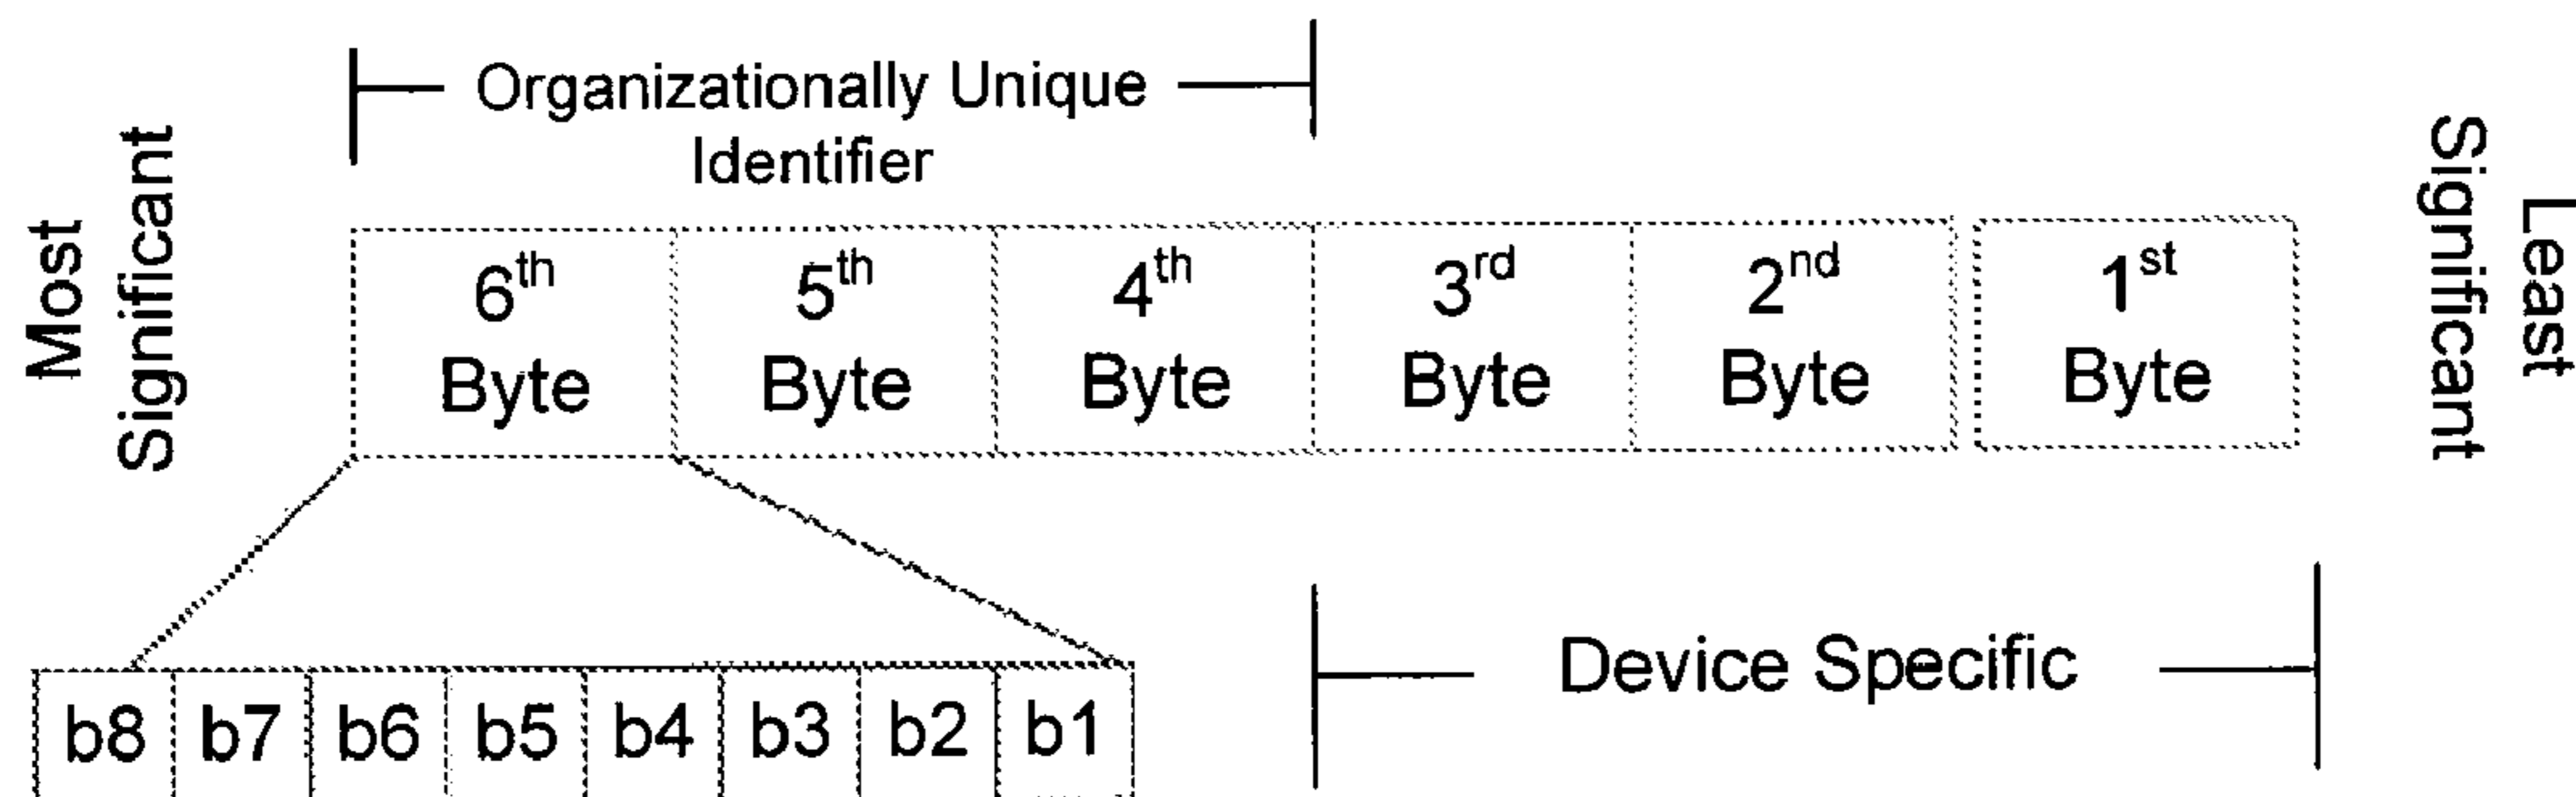 Organizationally Unique
Identifier
Most
Significant
6th
Byte
5th
Byte
4th
Byte
3rd
Byte
2nd
Byte
1st
Byte
Least
Significant
b8 b7 b6 b5 b4 b3 b2 b1
Device Specific